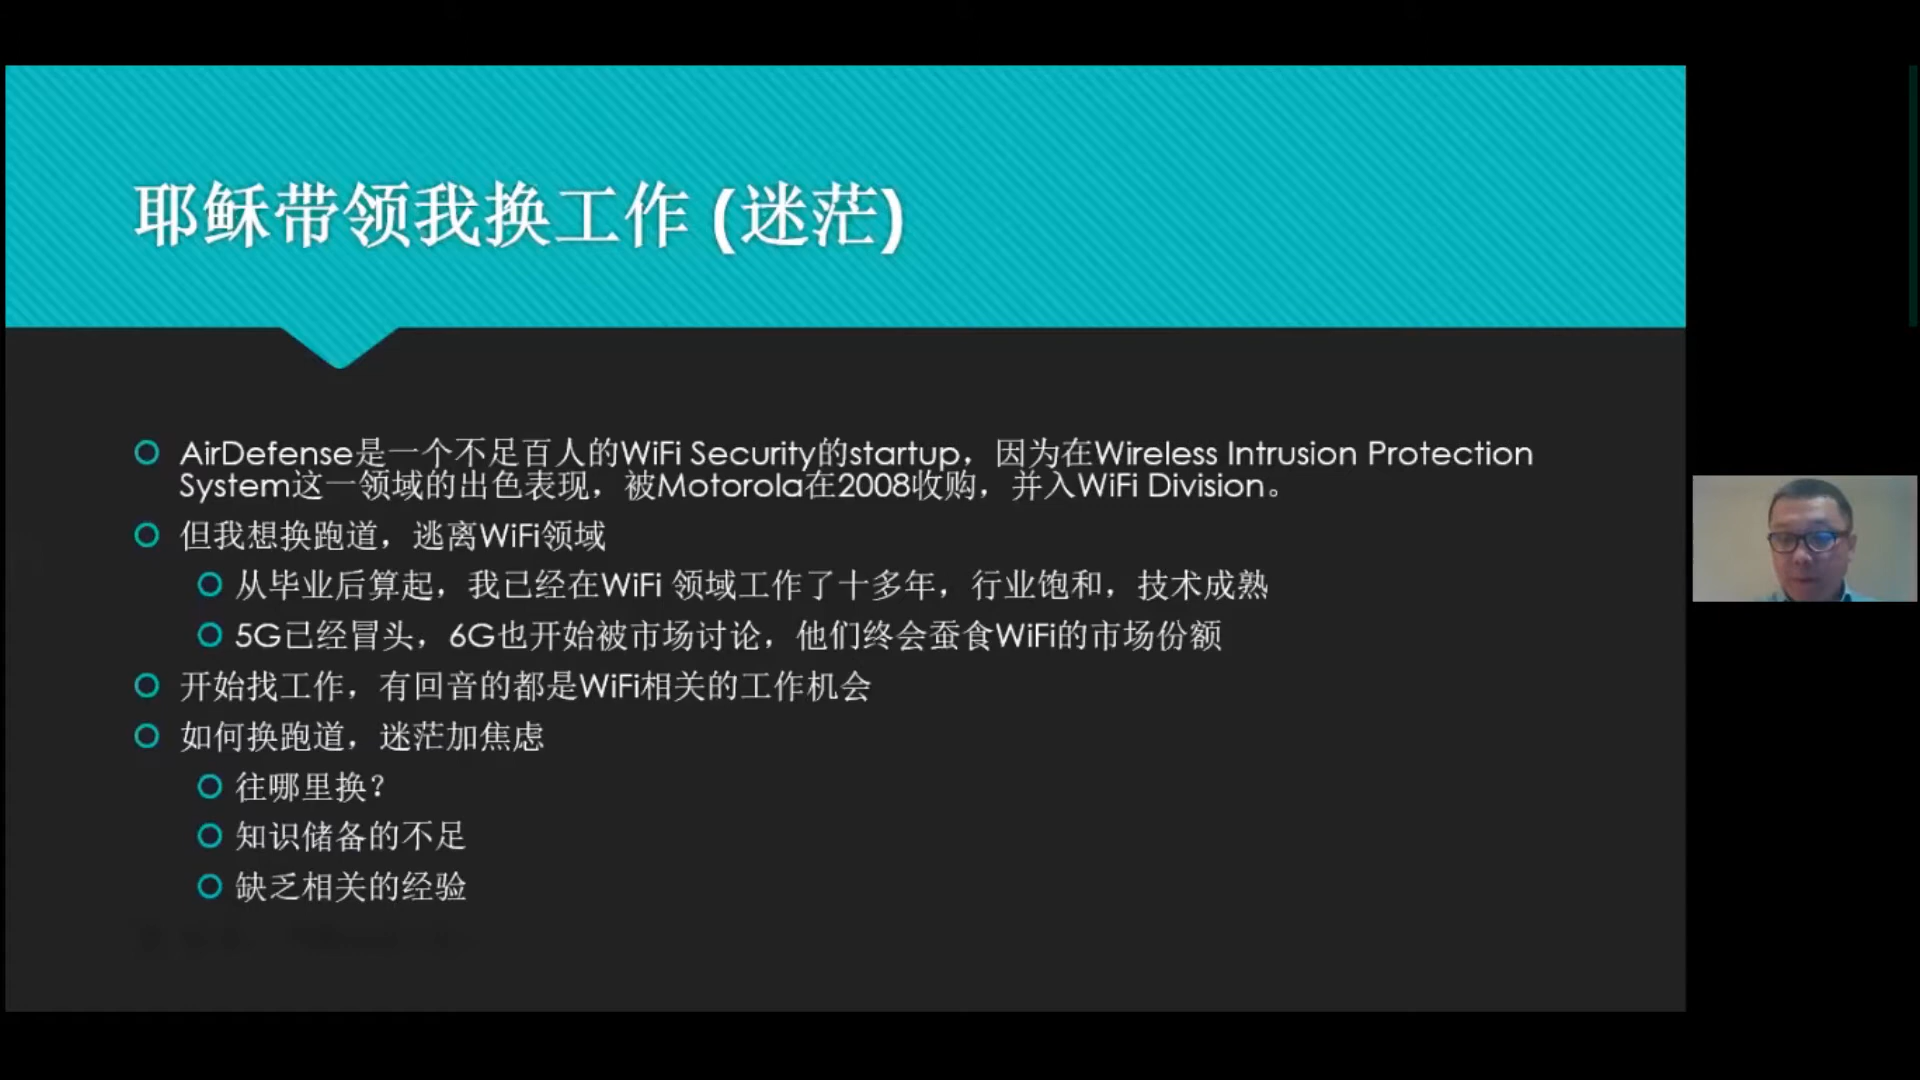 耶稣带领我换工作 (迷茫)
AirDefense是一个不足百人的WiFi Security的startup，因为在Wireless Intrusion Protection
System这一领域的出色表现，被Motorola在2008收购，并入WiFi Division。
但我想换跑道，逃离WiFi领域
从毕业后算起，我已经在WiFi 领域工作了十多年，行业饱和，技术成熟
5G已经冒头，6G也开始被市场讨论，他们终会蚕食WiFi的市场份额
开始找工作，有回音的都是WiFi相关的工作机会
如何换跑道，迷茫加焦虑
往哪里换？
知识储备的不足
缺乏相关的经验